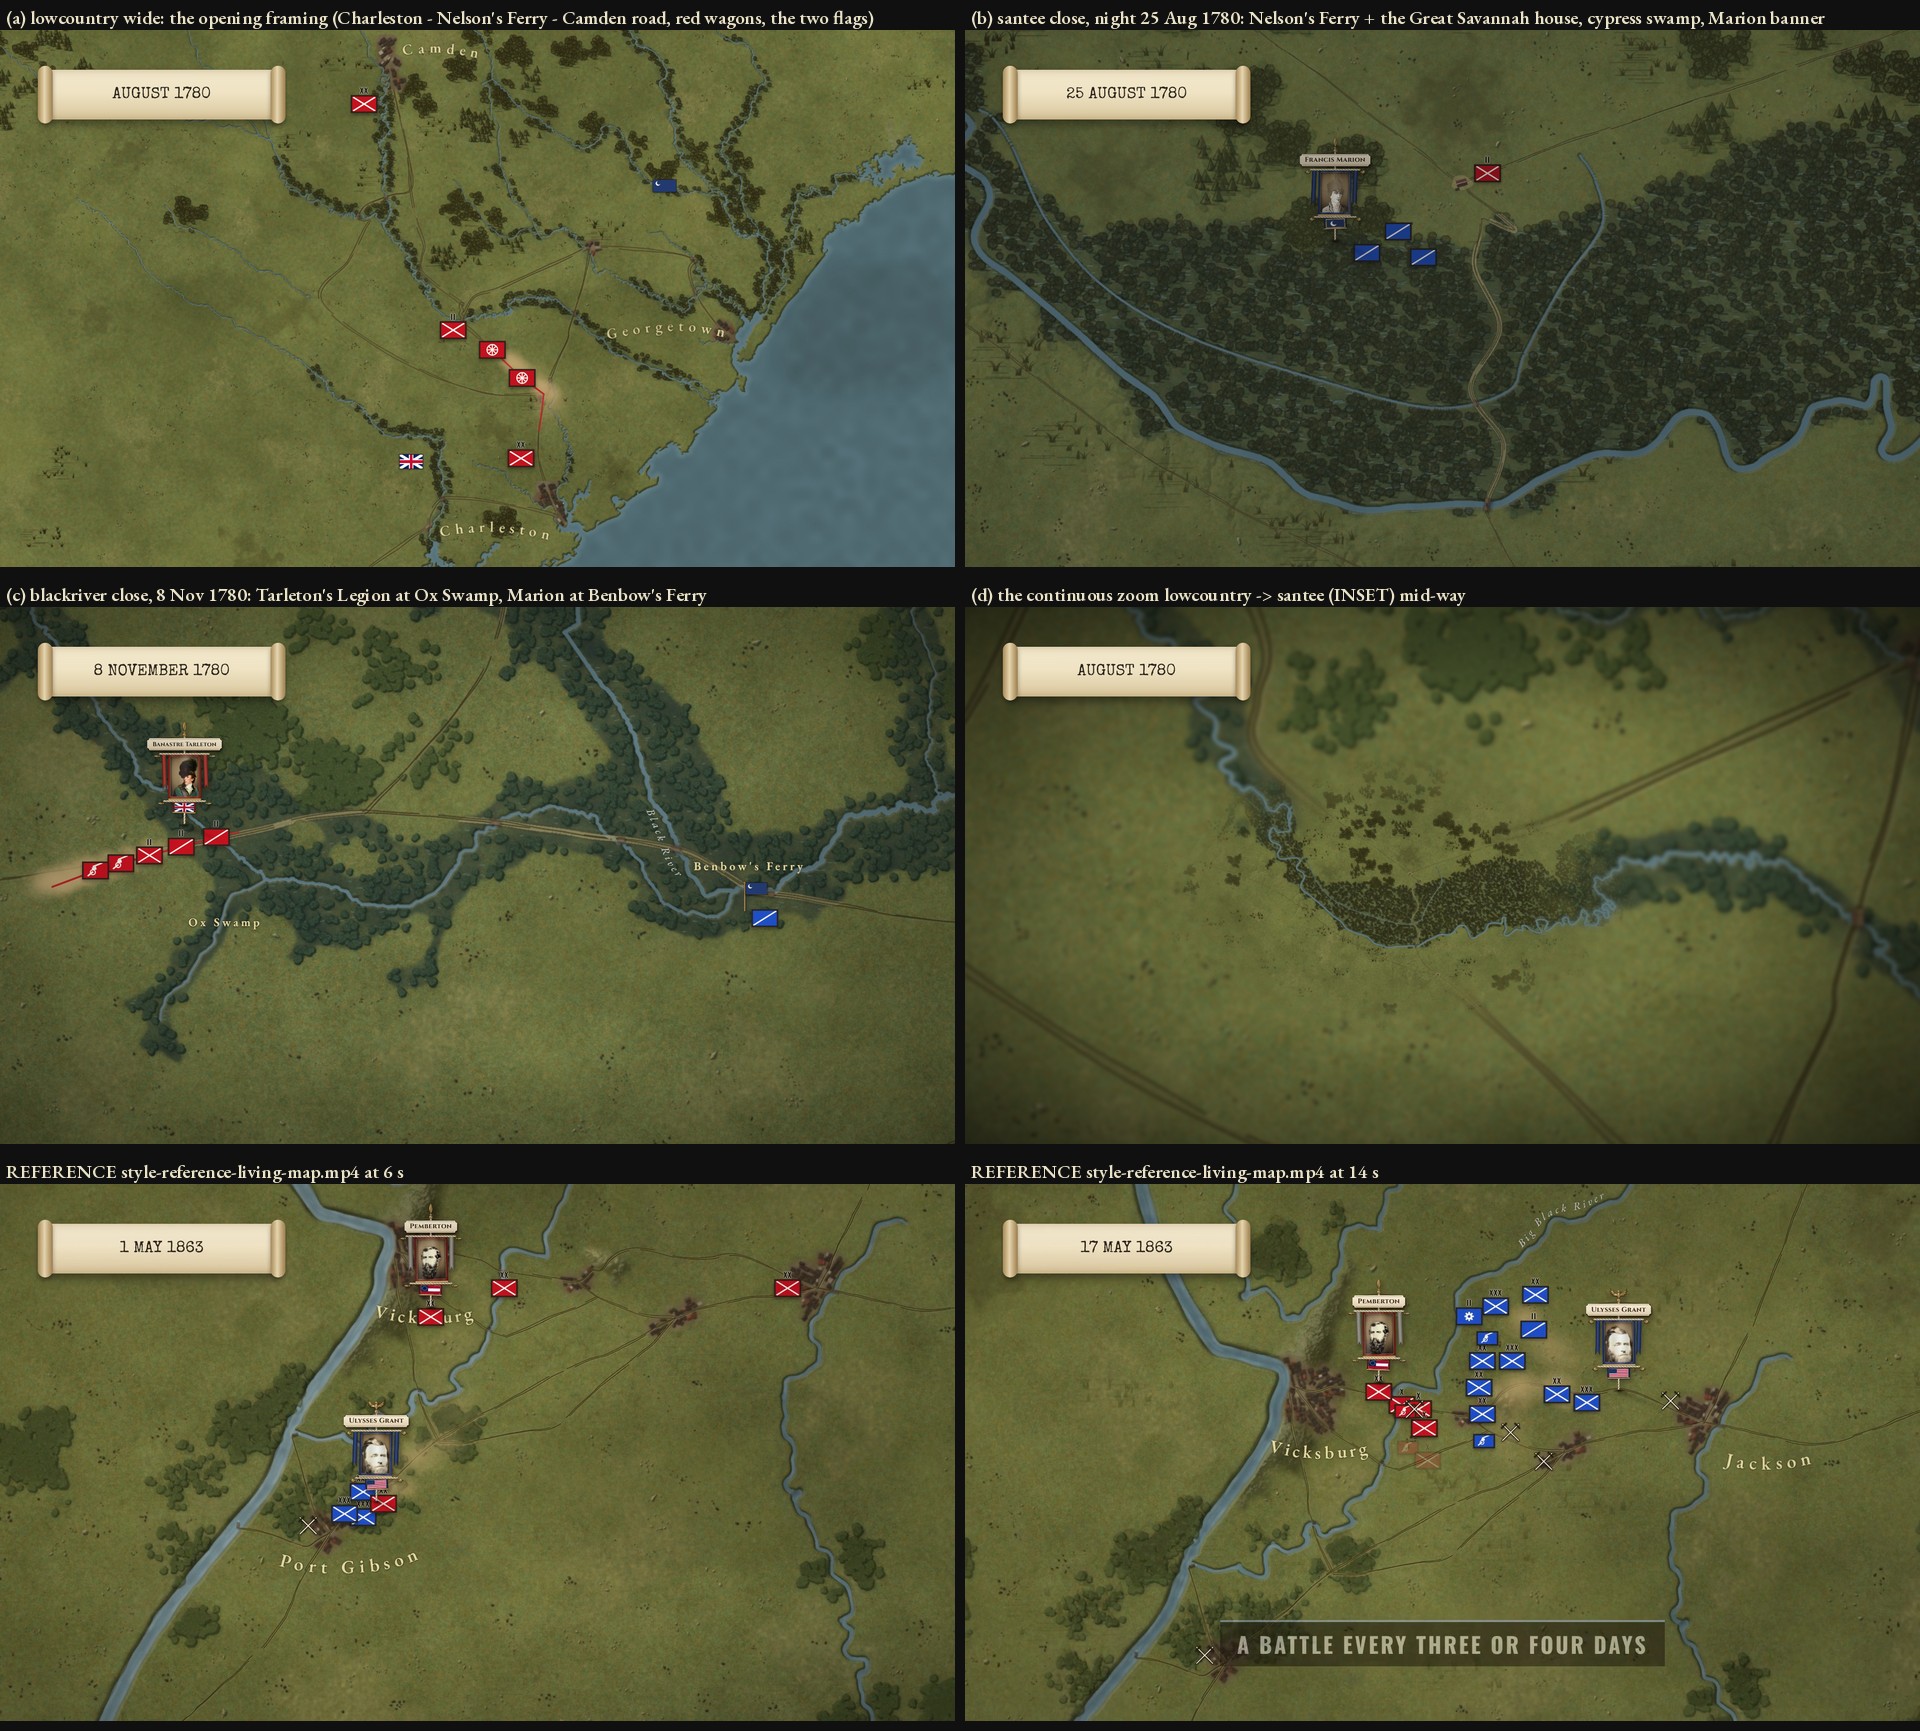 (a) lowcountry wide: the opening framing (Charleston - Nelson's Ferry - Camden road, red wagons, the two flags)
AUGUST 1780
Camden
Georgetown
Charleston
(b) santee close, night 25 Aug 1780: Nelson's Ferry + the Great Savannah house, cypress swamp, Marion banner
25 AUGUST 1780
FRANCIS MARION
(c) blackriver close, 8 Nov 1780: Tarleton's Legion at Ox Swamp, Marion at Benbow's Ferry
8 NOVEMBER 1780
BANASTRE TARLETON
Black River
Benbow's Ferry
Ox Swamp
(d) the continuous zoom lowcountry -> santee (INSET) mid-way
AUGUST 1780
REFERENCE style-reference-living-map.mp4 at 6 s
1 MAY 1863
PEMBERTON
Vicksburg
ULYSSES GRANT
Port Gibson
REFERENCE style-reference-living-map.mp4 at 14 s
17 MAY 1863
Big Black River
PEMBERTON
ULYSSES GRANT
Vicksburg
Jackson
A BATTLE EVERY THREE OR FOUR DAYS